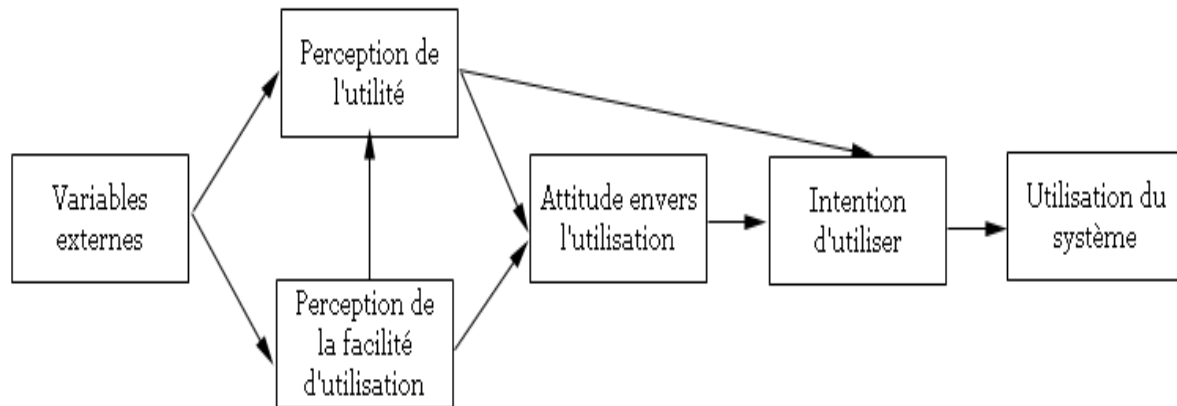 Perception de
l'utilité
Variables
externes
Perception de
la facilité
d'utilisation
Attitude envers
l'utilisation
Intention
d'utiliser
Utilisation du
système